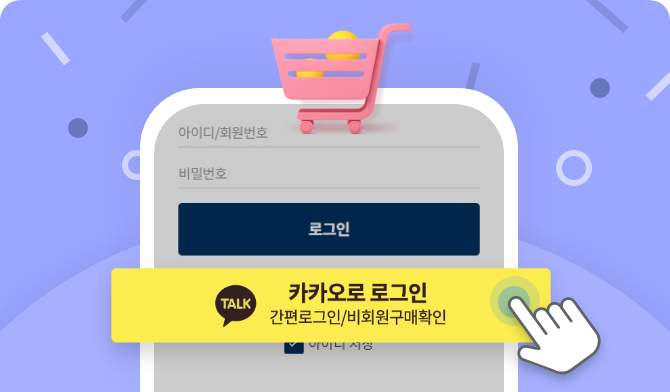 아이디/회원번호
비밀번호
로그인
TALK
카카오로 로그인
간편로그인/비회원구매확인
아이디 저장